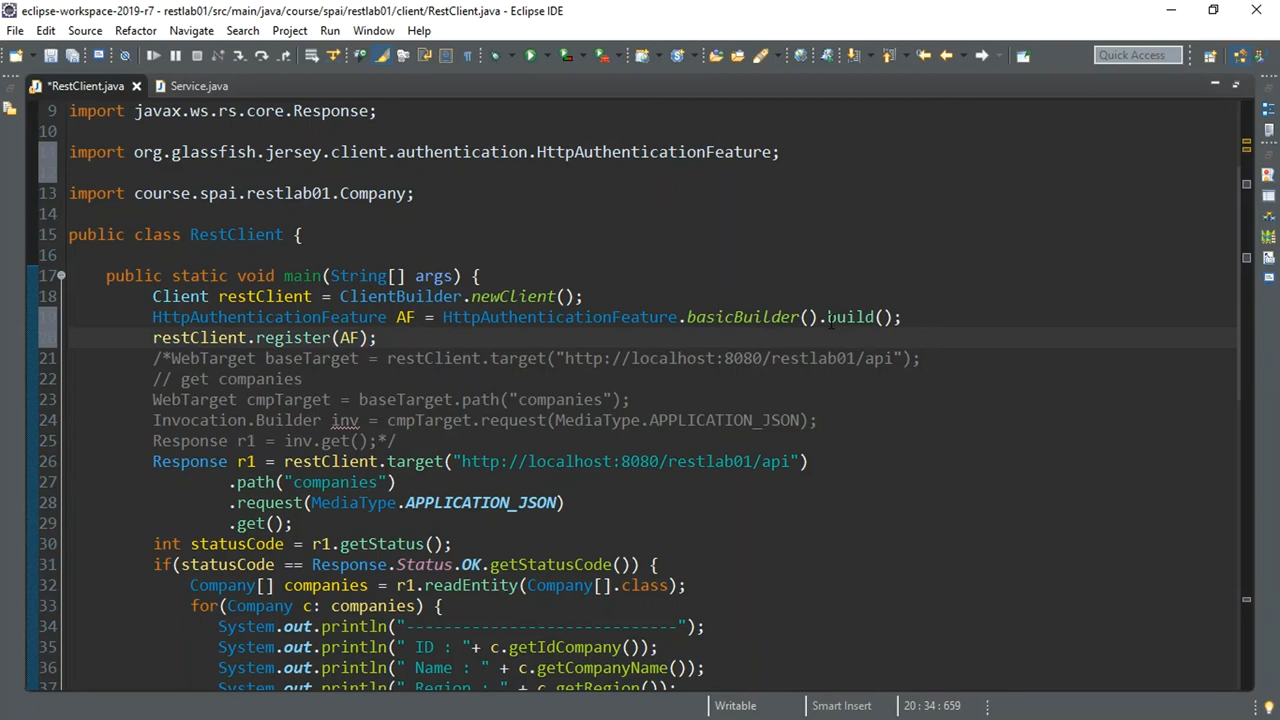 eclipse-workspace-2019-r7 - restlab01/src/main/java/course/spai/restlab01/client/RestClient.java - Eclipse IDE
File Edit Source Refactor Navigate Search Project Run Window Help
Quick Access
*RestClient.java Service.java
9 import javax.ws.rs.core.Response;
10
import org.glassfish.jersey.client.authentication.HttpAuthenticationFeature;
13 import course.spai.restlab01.Company;
14
15 public class RestClient {
16
17 public static void main(String[] args) {
18 Client restClient = ClientBuilder.newClient();
HttpAuthenticationFeature AF = HttpAuthenticationFeature.basicBuilder().build();
restClient.register(AF);
21 /*WebTarget baseTarget = restClient.target("http://localhost:8080/restlab01/api");
22 // get companies
23 WebTarget cmpTarget = baseTarget.path("companies");
24 Invocation.Builder inv = cmpTarget.request(MediaType.APPLICATION_JSON);
25 Response r1 = inv.get();*/
26 Response r1 = restClient.target("http://localhost:8080/restlab01/api")
27 .path("companies")
28 .request(MediaType.APPLICATION_JSON)
29 .get();
30 int statusCode = r1.getStatus();
31 if(statusCode == Response.Status.OK.getStatusCode()) {
32 Company[] companies = r1.readEntity(Company[].class);
33 for(Company c: companies) {
34 System.out.println("-----------------------------");
35 System.out.println(" ID : "+ c.getIdCompany());
36 System.out.println(" Name : " + c.getCompanyName());
37 System.out.println(" Region : " + c.getRegion());
Writable Smart Insert 20 : 34 : 659